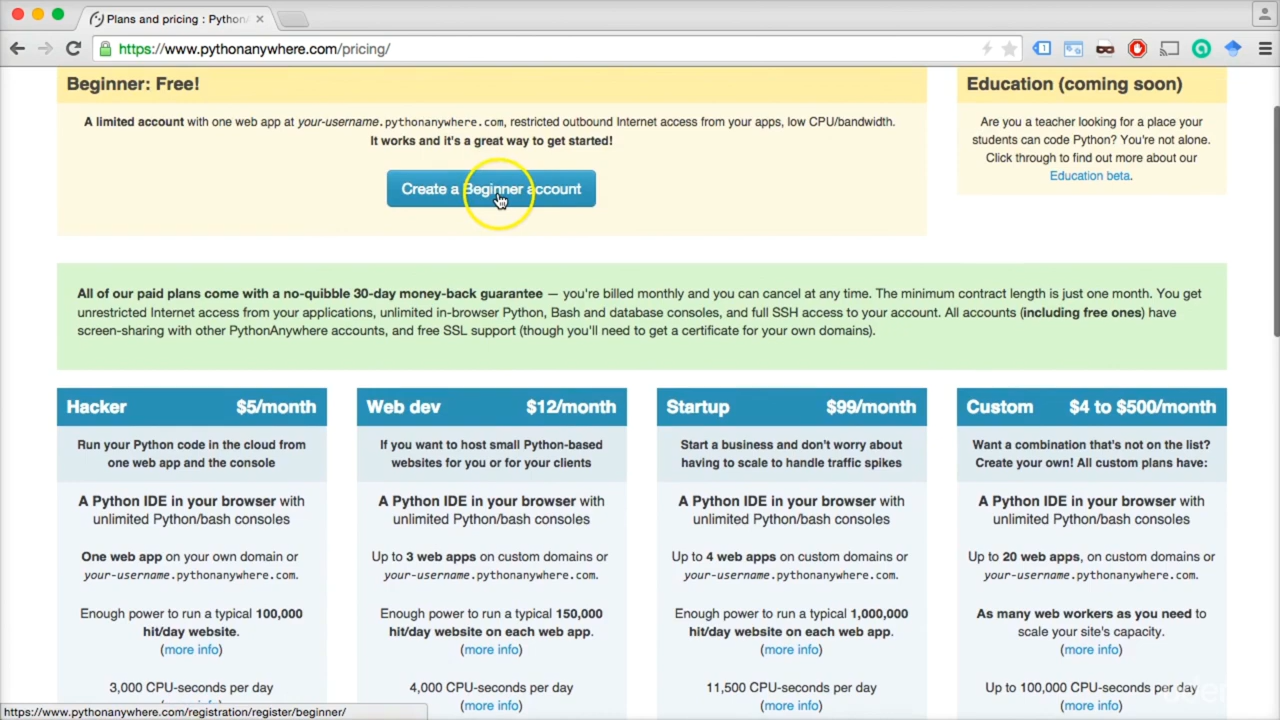 Plans and pricing : Python
https://www.pythonanywhere.com/pricing/
Beginner: Free!
A limited account with one web app at your-username.pythonanywhere.com, restricted outbound Internet access from your apps, low CPU/bandwidth.
It works and it's a great way to get started!
Create a Beginner account
Education (coming soon)
Are you a teacher looking for a place your
students can code Python? You're not alone.
Click through to find out more about our
Education beta.
All of our paid plans come with a no-quibble 30-day money-back guarantee — you're billed monthly and you can cancel at any time. The minimum contract length is just one month. You get
unrestricted Internet access from your applications, unlimited in-browser Python, Bash and database consoles, and full SSH access to your account. All accounts (including free ones) have
screen-sharing with other PythonAnywhere accounts, and free SSL support (though you'll need to get a certificate for your own domains).
Hacker $5/month
Run your Python code in the cloud from
one web app and the console
A Python IDE in your browser with
unlimited Python/bash consoles
One web app on your own domain or
your-username.pythonanywhere.com.
Enough power to run a typical 100,000
hit/day website.
(more info)
3,000 CPU-seconds per day
Web dev $12/month
If you want to host small Python-based
websites for you or for your clients
A Python IDE in your browser with
unlimited Python/bash consoles
Up to 3 web apps on custom domains or
your-username.pythonanywhere.com.
Enough power to run a typical 150,000
hit/day website on each web app.
(more info)
4,000 CPU-seconds per day
(more info)
Startup $99/month
Start a business and don't worry about
having to scale to handle traffic spikes
A Python IDE in your browser with
unlimited Python/bash consoles
Up to 4 web apps on custom domains or
your-username.pythonanywhere.com.
Enough power to run a typical 1,000,000
hit/day website on each web app.
(more info)
11,500 CPU-seconds per day
(more info)
Custom $4 to $500/month
Want a combination that's not on the list?
Create your own! All custom plans have:
A Python IDE in your browser with
unlimited Python/bash consoles
Up to 20 web apps, on custom domains or
your-username.pythonanywhere.com.
As many web workers as you need to
scale your site's capacity.
(more info)
Up to 100,000 CPU-seconds per day
(more info)
https://www.pythonanywhere.com/registration/register/beginner/